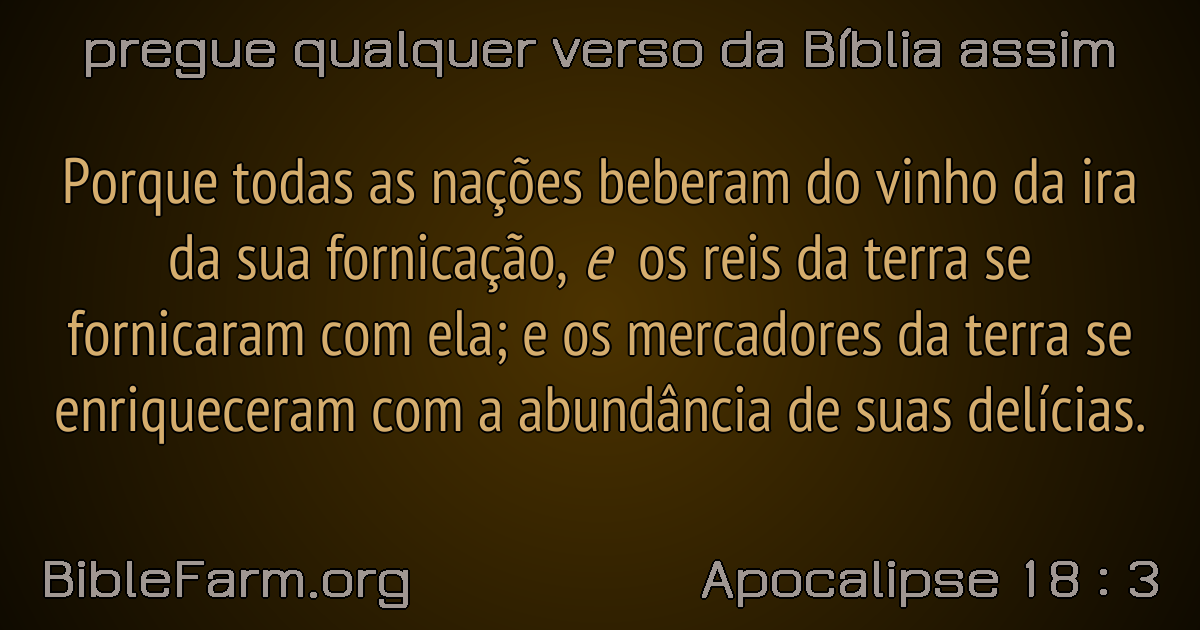 pregue qualquer verso da Bíblia assim
Porque todas as nações beberam do vinho da ira
da sua fornicação, e os reis da terra se
fornicaram com ela; e os mercadores da terra se
enriqueceram com a abundância de suas delícias.
BibleFarm.org
Apocalipse 18 : 3